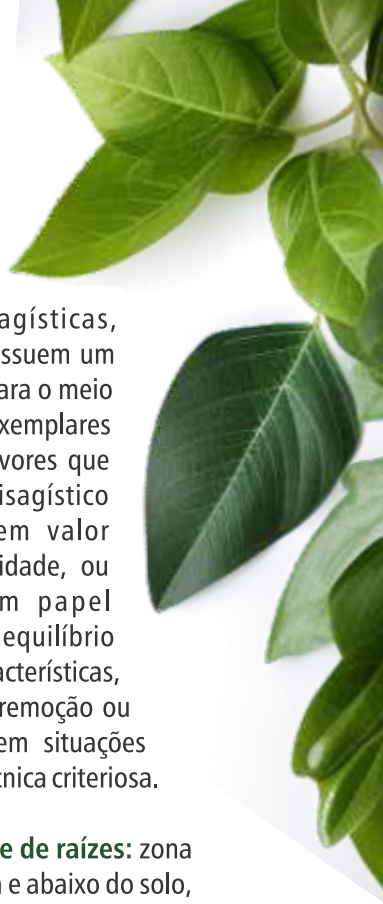 agísticas,
ssuem um
ara o meio
xemplares
vores que
isagístico
em valor
idade, ou
m papel
equilíbrio
acterísticas,
remoção ou
em situações
cnica criteriosa.
e de raízes: zona
e abaixo do solo,